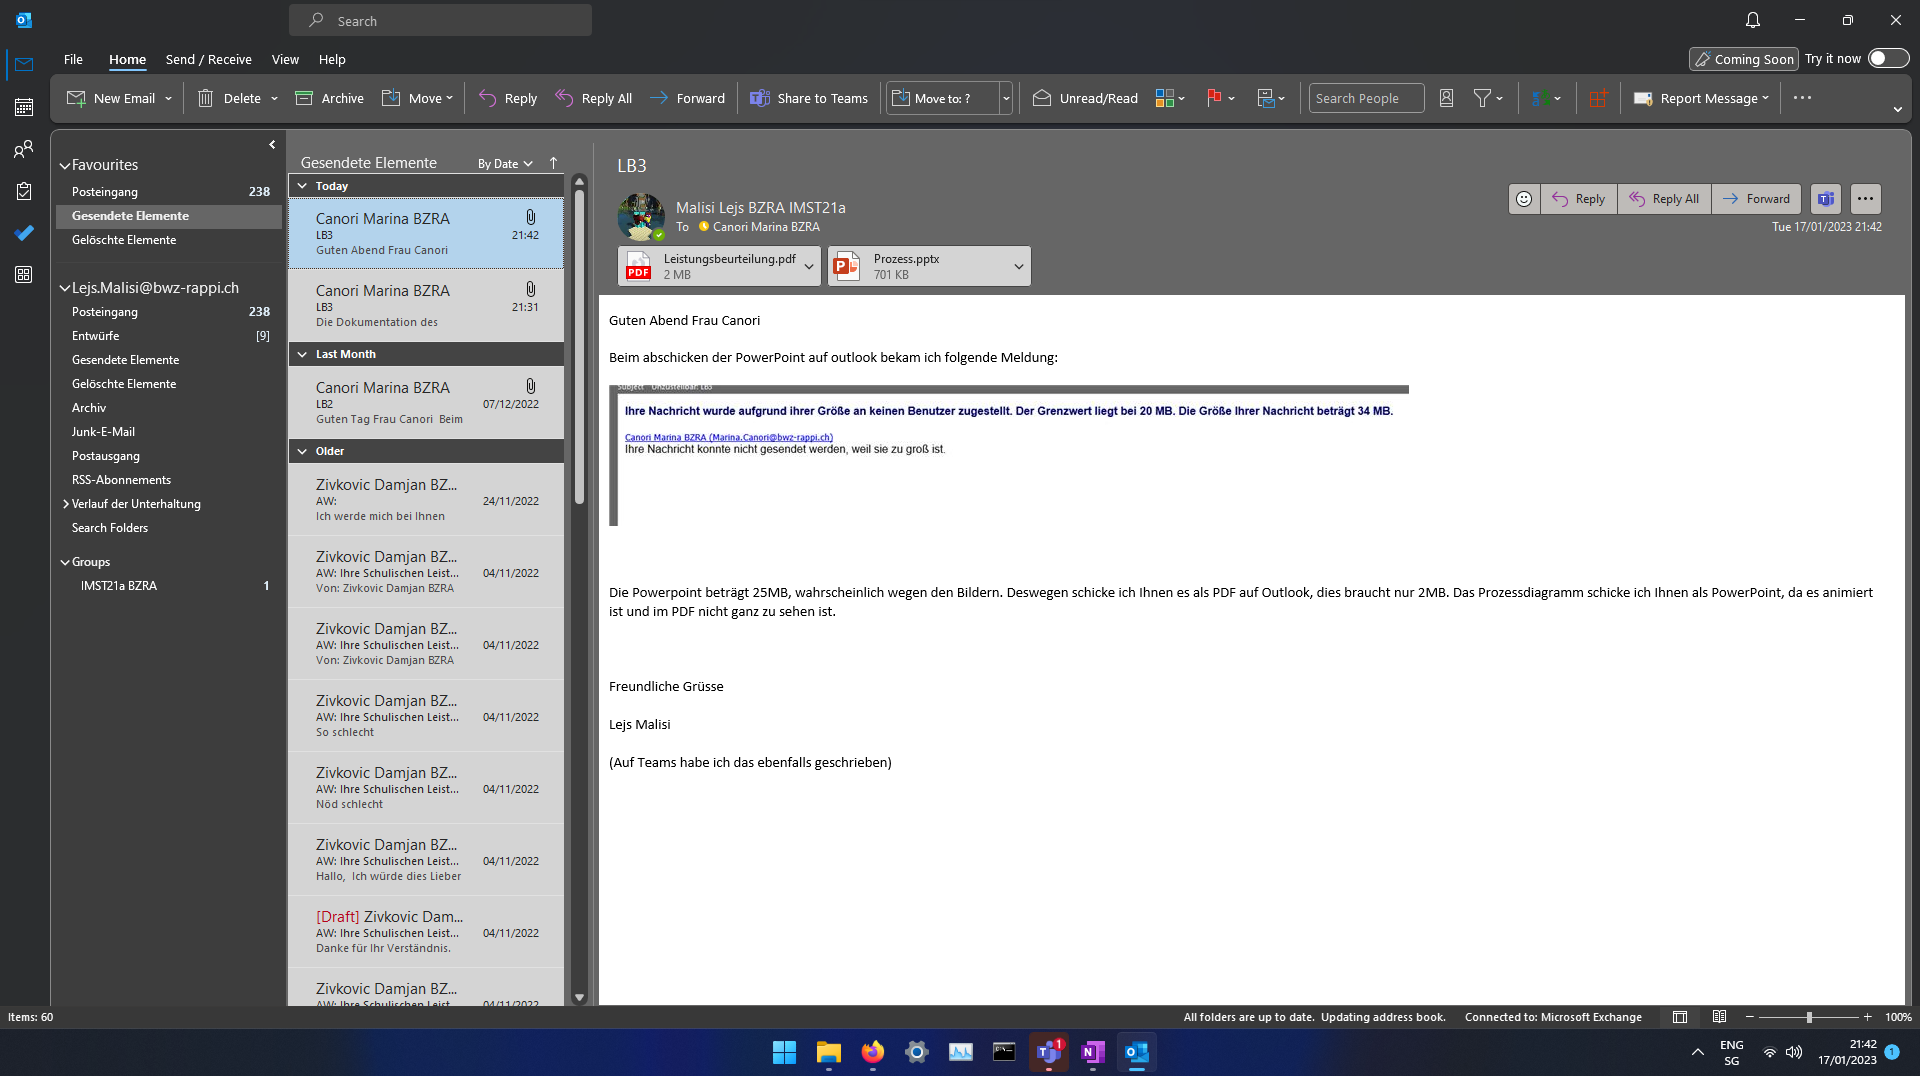 Search
File
Home
Send / Receive
View
Help
Coming Soon
Try it now
New Email
Delete
Archive
Move
Reply
Reply All
Forward
Share to Teams
Move to: ?
Unread/Read
Search People
Report Message
Favourites
Posteingang 238
Gesendete Elemente
Gelöschte Elemente
Lejs.Malisi@bwz-rappi.ch
Posteingang 238
Entwürfe [9]
Gesendete Elemente
Gelöschte Elemente
Archiv
Junk-E-Mail
Postausgang
RSS-Abonnements
Verlauf der Unterhaltung
Search Folders
Groups
IMST21a BZRA 1
Gesendete Elemente By Date
Today
Canori Marina BZRA
LB3 21:42
Guten Abend Frau Canori
Canori Marina BZRA
LB3 21:31
Die Dokumentation des
Last Month
Canori Marina BZRA
LB2 07/12/2022
Guten Tag Frau Canori Beim
Older
Zivkovic Damjan BZ...
AW: 24/11/2022
Ich werde mich bei Ihnen
Zivkovic Damjan BZ...
AW: Ihre Schulischen Leist... 04/11/2022
Von: Zivkovic Damjan BZRA
Zivkovic Damjan BZ...
AW: Ihre Schulischen Leist... 04/11/2022
Von: Zivkovic Damjan BZRA
Zivkovic Damjan BZ...
AW: Ihre Schulischen Leist... 04/11/2022
So schlecht
Zivkovic Damjan BZ...
AW: Ihre Schulischen Leist... 04/11/2022
Nöd schlecht
Zivkovic Damjan BZ...
AW: Ihre Schulischen Leist... 04/11/2022
Hallo, Ich würde dies Lieber
[Draft] Zivkovic Dam...
AW: Ihre Schulischen Leist... 04/11/2022
Danke für Ihr Verständnis.
Zivkovic Damjan BZ...
AW: Ihre Schulischen Leist... 04/11/2022
LB3
Malisi Lejs BZRA IMST21a
To Canori Marina BZRA
Reply
Reply All
Forward
Tue 17/01/2023 21:42
PDF
Leistungsbeurteilung.pdf
2 MB
Prozess.pptx
701 KB
Guten Abend Frau Canori
Beim abschicken der PowerPoint auf outlook bekam ich folgende Meldung:
Subject Unzustellbar: LB3
Ihre Nachricht wurde aufgrund ihrer Größe an keinen Benutzer zugestellt. Der Grenzwert liegt bei 20 MB. Die Größe Ihrer Nachricht beträgt 34 MB.
Canori Marina BZRA (Marina.Canori@bwz-rappi.ch)
Ihre Nachricht konnte nicht gesendet werden, weil sie zu groß ist.
Die Powerpoint beträgt 25MB, wahrscheinlich wegen den Bildern. Deswegen schicke ich Ihnen es als PDF auf Outlook, dies braucht nur 2MB. Das Prozessdiagramm schicke ich Ihnen als PowerPoint, da es animiert
ist und im PDF nicht ganz zu sehen ist.
Freundliche Grüsse
Lejs Malisi
(Auf Teams habe ich das ebenfalls geschrieben)
Items: 60
All folders are up to date. Updating address book.
Connected to: Microsoft Exchange
100%
1
ENG
SG
21:42
17/01/2023
1